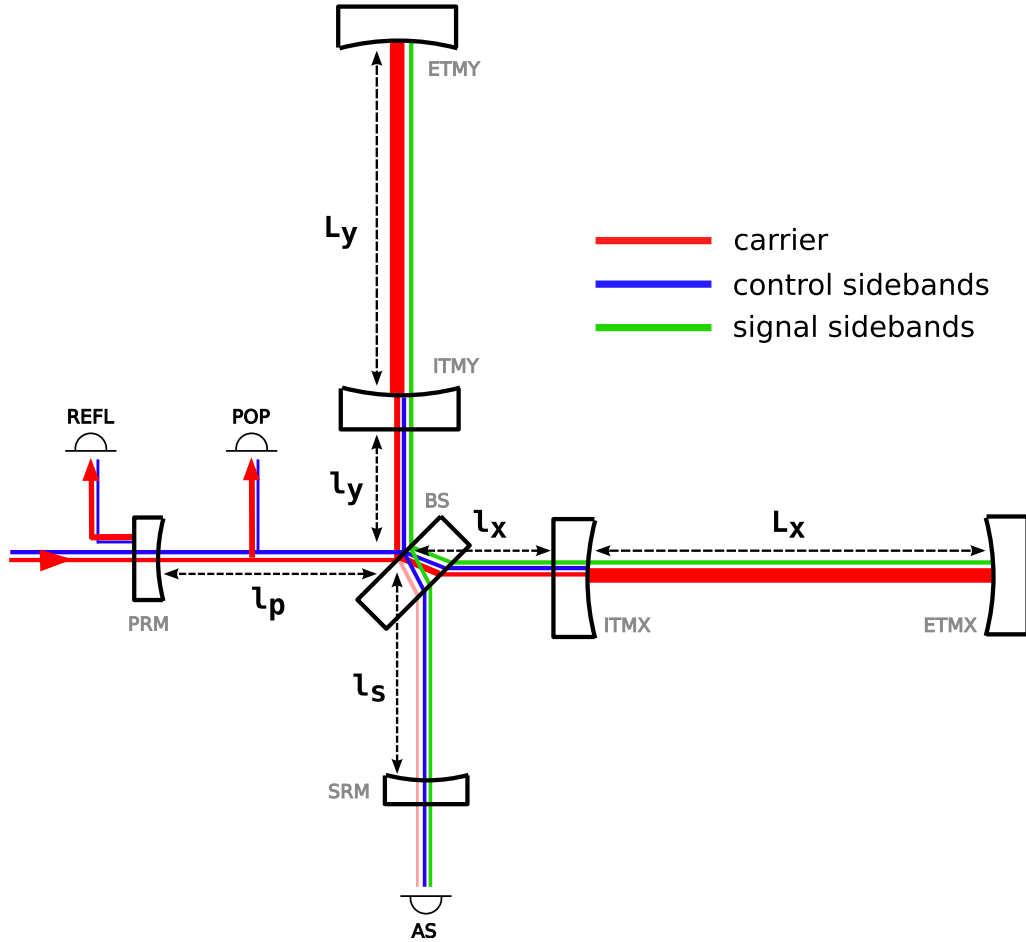 ETMY
Ly
carrier
control sidebands
signal sidebands
ITMY
REFL
POP
ly
BS
lx
Lx
lp
PRM
ITMX
ETMX
ls
SRM
AS